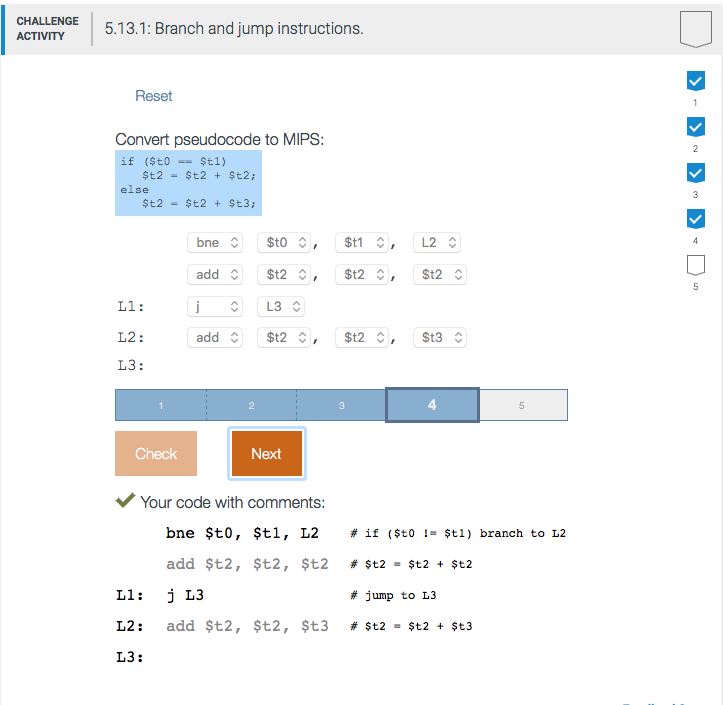 CHALLENGE ACTIVITY 5.13.1: Branch and jump instructions.
Reset
1
2
3
4
5
Convert pseudocode to MIPS:
if ($t0 == $t1)
$t2 = $t2 + $t2;
else
$t2 = $t2 + $t3;
bne $t0 , $t1 , L2
add $t2 , $t2 , $t2
L1: j L3
L2: add $t2 , $t2 , $t3
L3:
1 2 3 4 5
Check Next
Your code with comments:
bne $t0, $t1, L2 # if ($t0 != $t1) branch to L2
add $t2, $t2, $t2 # $t2 = $t2 + $t2
L1: j L3 # jump to L3
L2: add $t2, $t2, $t3 # $t2 = $t2 + $t3
L3: